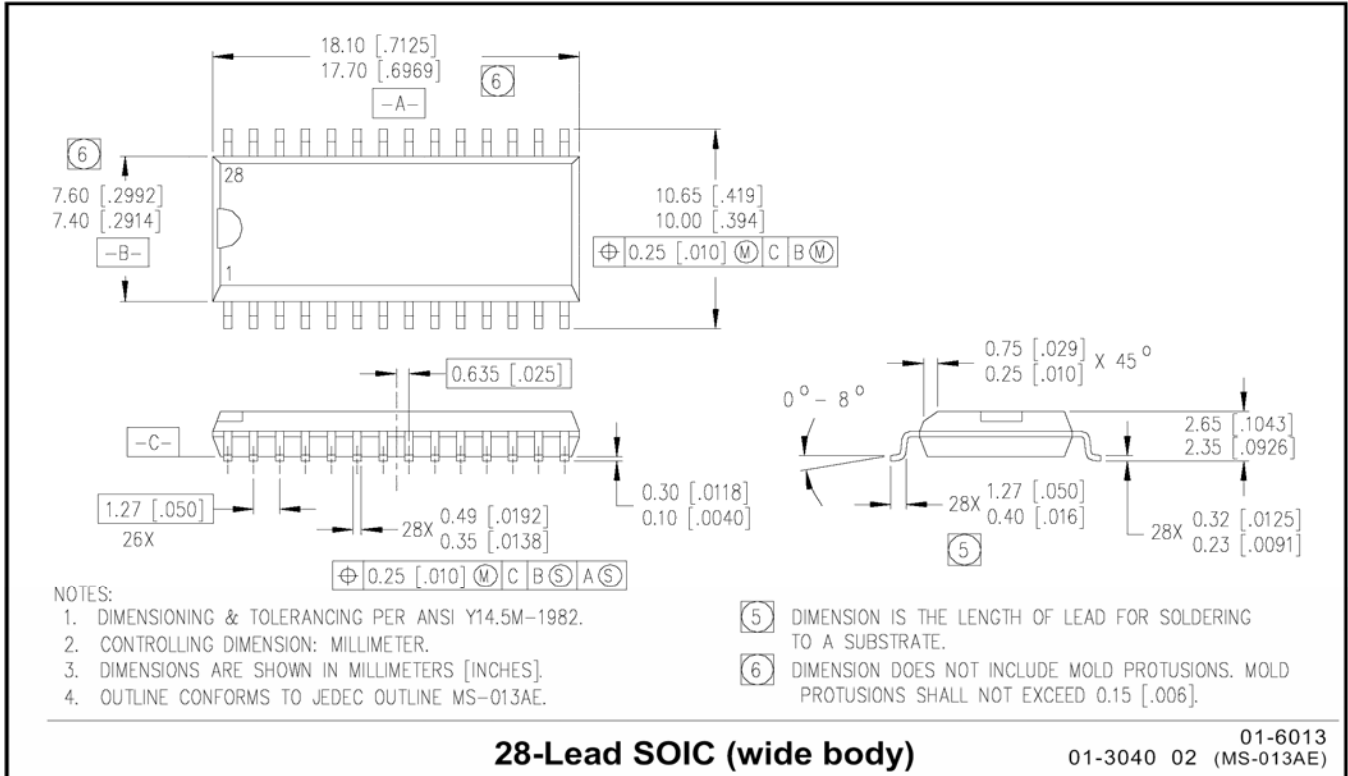 18.10 [.7125]
17.70 [.6969]
6
-A-
6
7.60 [.2992]
7.40 [.2914]
-B-
28
1
10.65 [.419]
10.00 [.394]
⌖ 0.25 [.010] Ⓜ C B Ⓜ
0.635 [.025]
-C-
1.27 [.050]
26X
28X 0.49 [.0192]
0.35 [.0138]
⌖ 0.25 [.010] Ⓜ C B Ⓢ A Ⓢ
0.30 [.0118]
0.10 [.0040]
0.75 [.029]
0.25 [.010] X 45°
0° - 8°
2.65 [.1043]
2.35 [.0926]
28X 1.27 [.050]
0.40 [.016]
5
28X 0.32 [.0125]
0.23 [.0091]
NOTES:
1. DIMENSIONING & TOLERANCING PER ANSI Y14.5M-1982.
2. CONTROLLING DIMENSION: MILLIMETER.
3. DIMENSIONS ARE SHOWN IN MILLIMETERS [INCHES].
4. OUTLINE CONFORMS TO JEDEC OUTLINE MS-013AE.
5 DIMENSION IS THE LENGTH OF LEAD FOR SOLDERING
TO A SUBSTRATE.
6 DIMENSION DOES NOT INCLUDE MOLD PROTUSIONS. MOLD
PROTUSIONS SHALL NOT EXCEED 0.15 [.006].
28-Lead SOIC (wide body)
01-6013
01-3040 02 (MS-013AE)